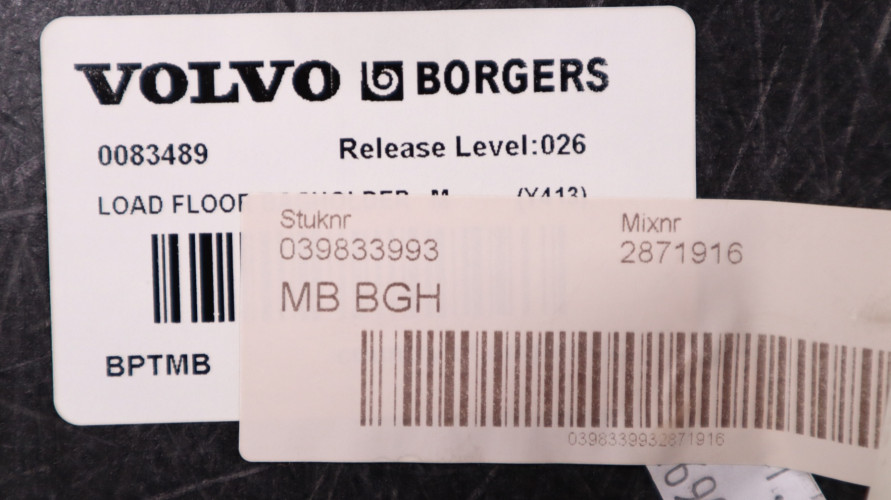 VOLVO BORGERS
0083489 Release Level:026
LOAD FLOOR (Y413)
Stuknr Mixnr
039833993 2871916
MB BGH
BPTMB
0398339932871916